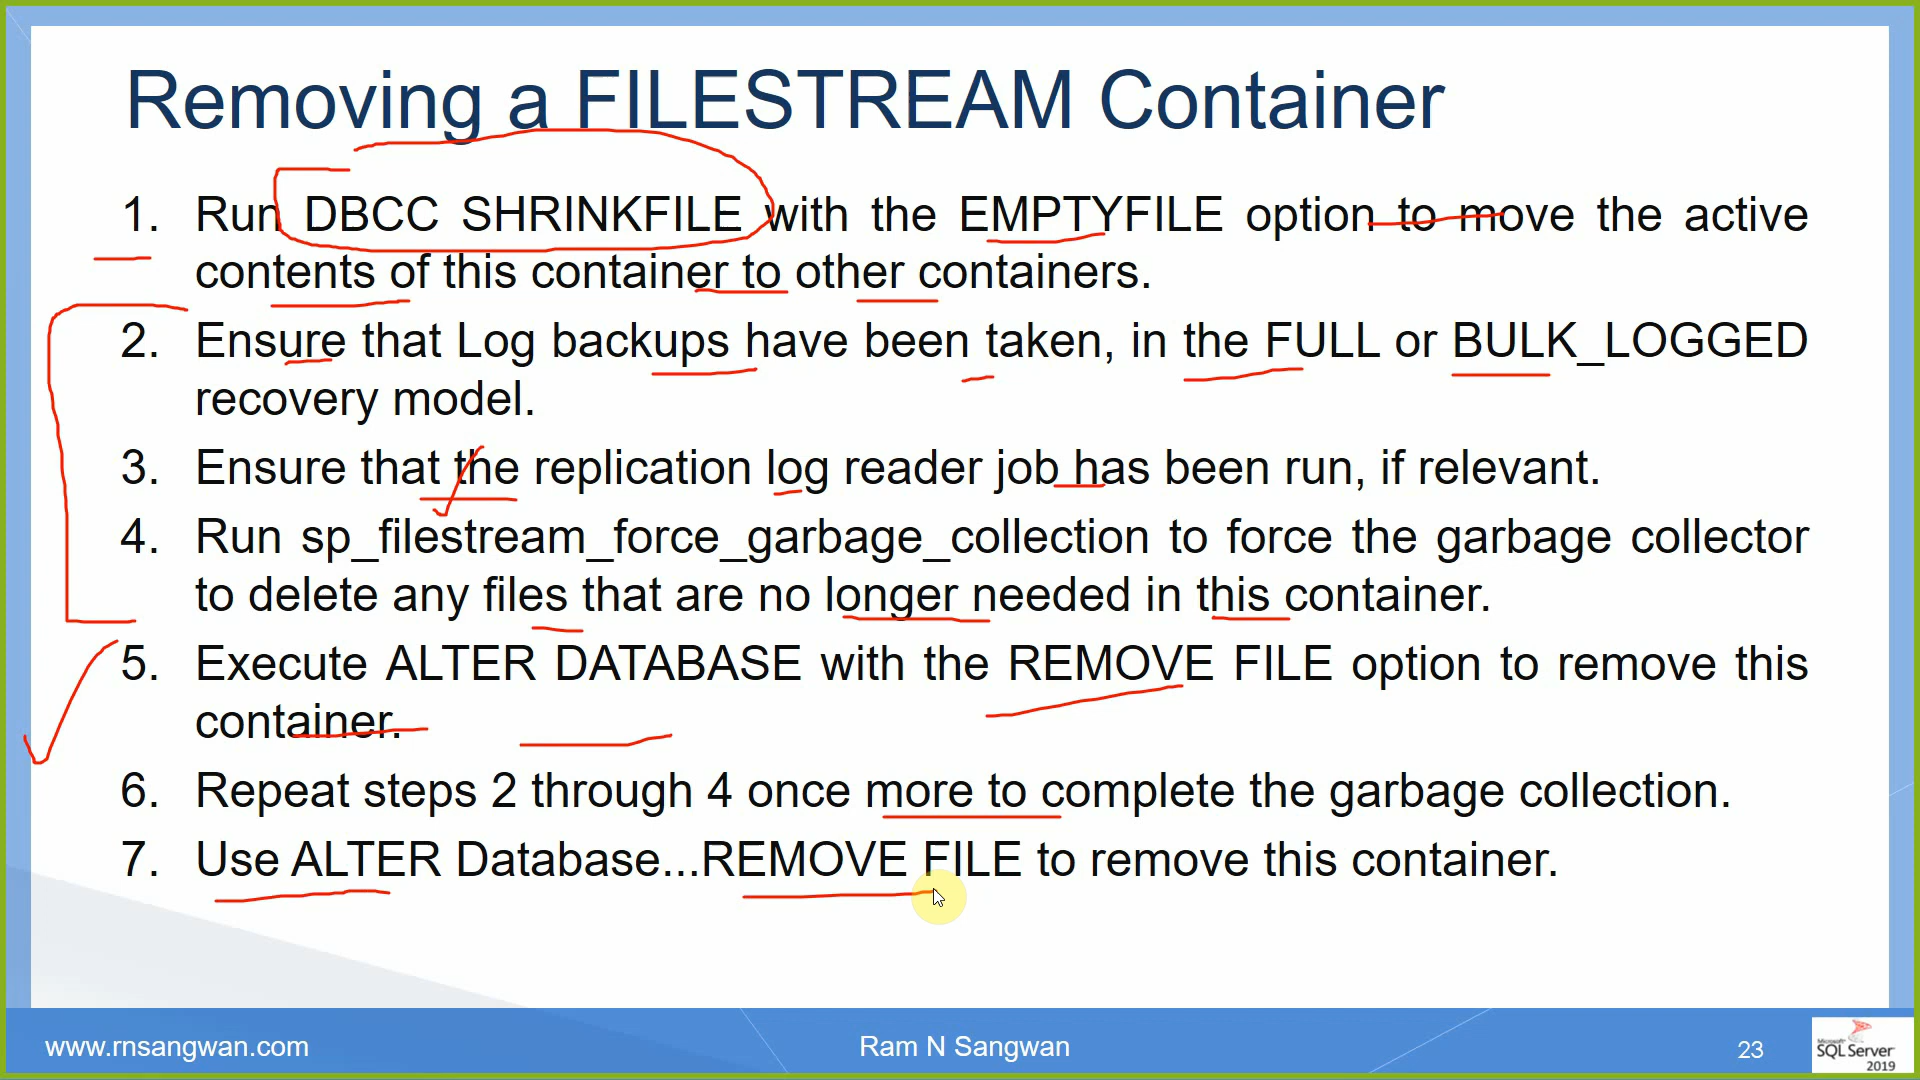 Removing a FILESTREAM Container
1. Run DBCC SHRINKFILE with the EMPTYFILE option to move the active
contents of this container to other containers.
2. Ensure that Log backups have been taken, in the FULL or BULK_LOGGED
recovery model.
3. Ensure that the replication log reader job has been run, if relevant.
4. Run sp_filestream_force_garbage_collection to force the garbage collector
to delete any files that are no longer needed in this container.
5. Execute ALTER DATABASE with the REMOVE FILE option to remove this
container.
6. Repeat steps 2 through 4 once more to complete the garbage collection.
7. Use ALTER Database...REMOVE FILE to remove this container.
www.rnsangwan.com
Ram N Sangwan
23
Microsoft
SQL Server
2019